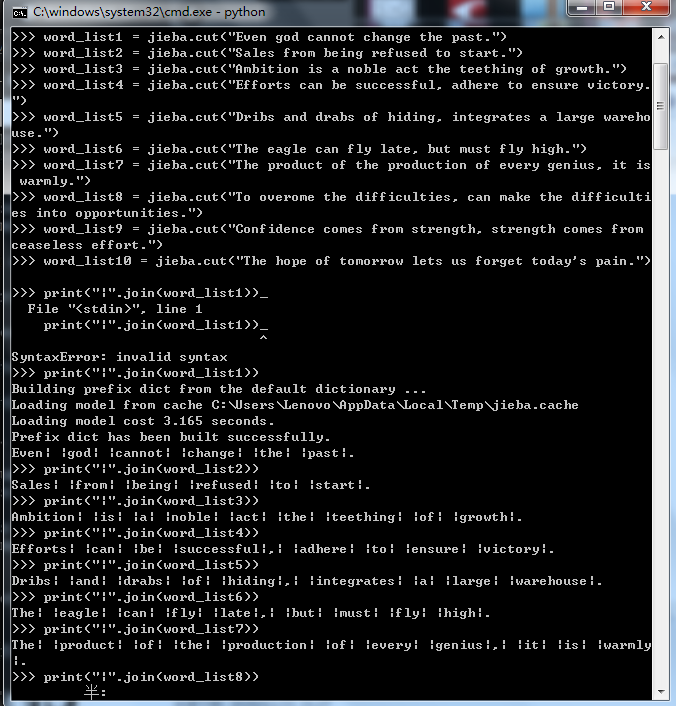 C:\windows\system32\cmd.exe - python
>>> word_list1 = jieba.cut("Even god cannot change the past.")
>>> word_list2 = jieba.cut("Sales from being refused to start.")
>>> word_list3 = jieba.cut("Ambition is a noble act the teething of growth.")
>>> word_list4 = jieba.cut("Efforts can be successful, adhere to ensure victory.
")
>>> word_list5 = jieba.cut("Dribs and drabs of hiding, integrates a large wareho
use.")
>>> word_list6 = jieba.cut("The eagle can fly late, but must fly high.")
>>> word_list7 = jieba.cut("The product of the production of every genius, it is
 warmly.")
>>> word_list8 = jieba.cut("To overome the difficulties, can make the difficulti
es into opportunities.")
>>> word_list9 = jieba.cut("Confidence comes from strength, strength comes from
ceaseless effort.")
>>> word_list10 = jieba.cut("The hope of tomorrow lets us forget today's pain.")
>>> print("|".join(word_list1))_
  File "<stdin>", line 1
    print("|".join(word_list1))_
                               ^
SyntaxError: invalid syntax
>>> print("|".join(word_list1))
Building prefix dict from the default dictionary ...
Loading model from cache C:\Users\Lenovo\AppData\Local\Temp\jieba.cache
Loading model cost 3.165 seconds.
Prefix dict has been built successfully.
Even| |god| |cannot| |change| |the| |past|.
>>> print("|".join(word_list2))
Sales| |from| |being| |refused| |to| |start|.
>>> print("|".join(word_list3))
Ambition| |is| |a| |noble| |act| |the| |teething| |of| |growth|.
>>> print("|".join(word_list4))
Efforts| |can| |be| |successful|,| |adhere| |to| |ensure| |victory|.
>>> print("|".join(word_list5))
Dribs| |and| |drabs| |of| |hiding|,| |integrates| |a| |large| |warehouse|.
>>> print("|".join(word_list6))
The| |eagle| |can| |fly| |late|,| |but| |must| |fly| |high|.
>>> print("|".join(word_list7))
The| |product| |of| |the| |production| |of| |every| |genius|,| |it| |is| |warmly
|.
>>> print("|".join(word_list8))
半: